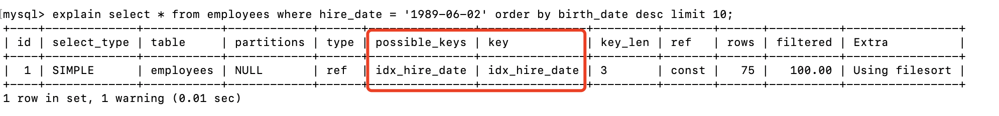 mysql> explain select * from employees where hire_date = '1989-06-02' order by birth_date desc limit 10;
+----+-------------+-----------+------------+------+---------------+---------------+---------+-------+------+----------+----------------+
| id | select_type | table     | partitions | type | possible_keys | key           | key_len | ref   | rows | filtered | Extra          |
+----+-------------+-----------+------------+------+---------------+---------------+---------+-------+------+----------+----------------+
|  1 | SIMPLE      | employees | NULL       | ref  | idx_hire_date | idx_hire_date | 3       | const |   75 |   100.00 | Using filesort |
+----+-------------+-----------+------------+------+---------------+---------------+---------+-------+------+----------+----------------+
1 row in set, 1 warning (0.01 sec)